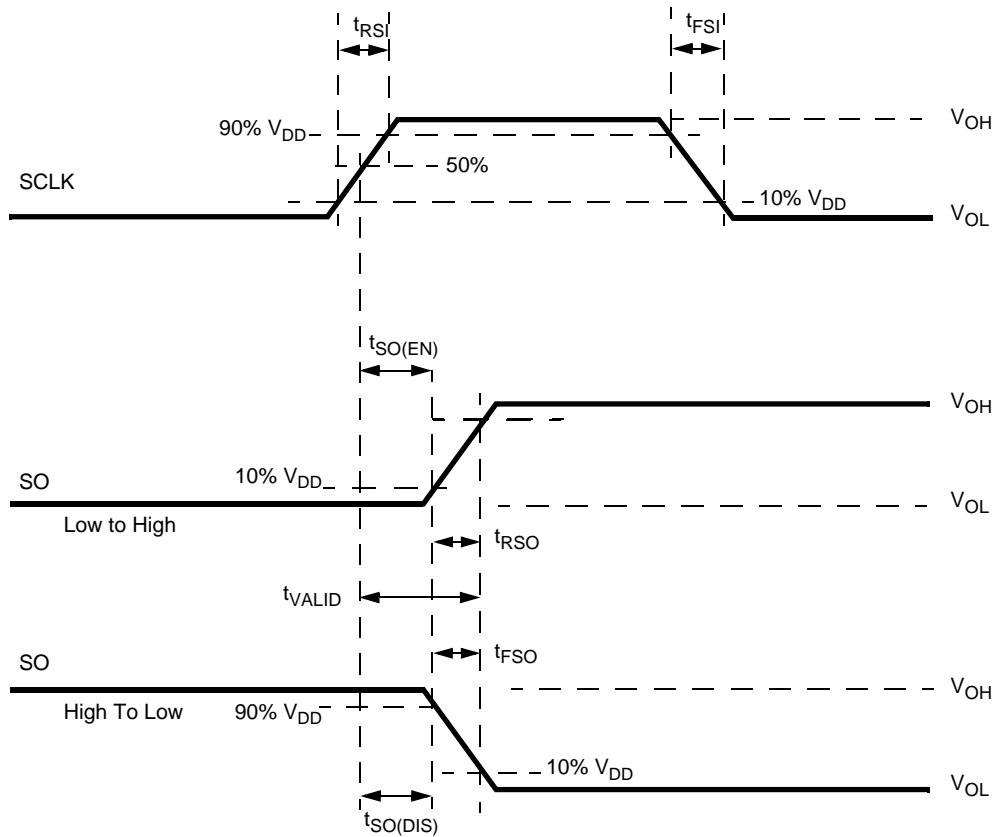 tRSI
tFSI
90% VDD
VOH
50%
SCLK
10% VDD
VOL
tSO(EN)
VOH
SO
10% VDD
VOL
Low to High
tRSO
tVALID
tFSO
SO
VOH
High To Low
90% VDD
10% VDD
VOL
tSO(DIS)